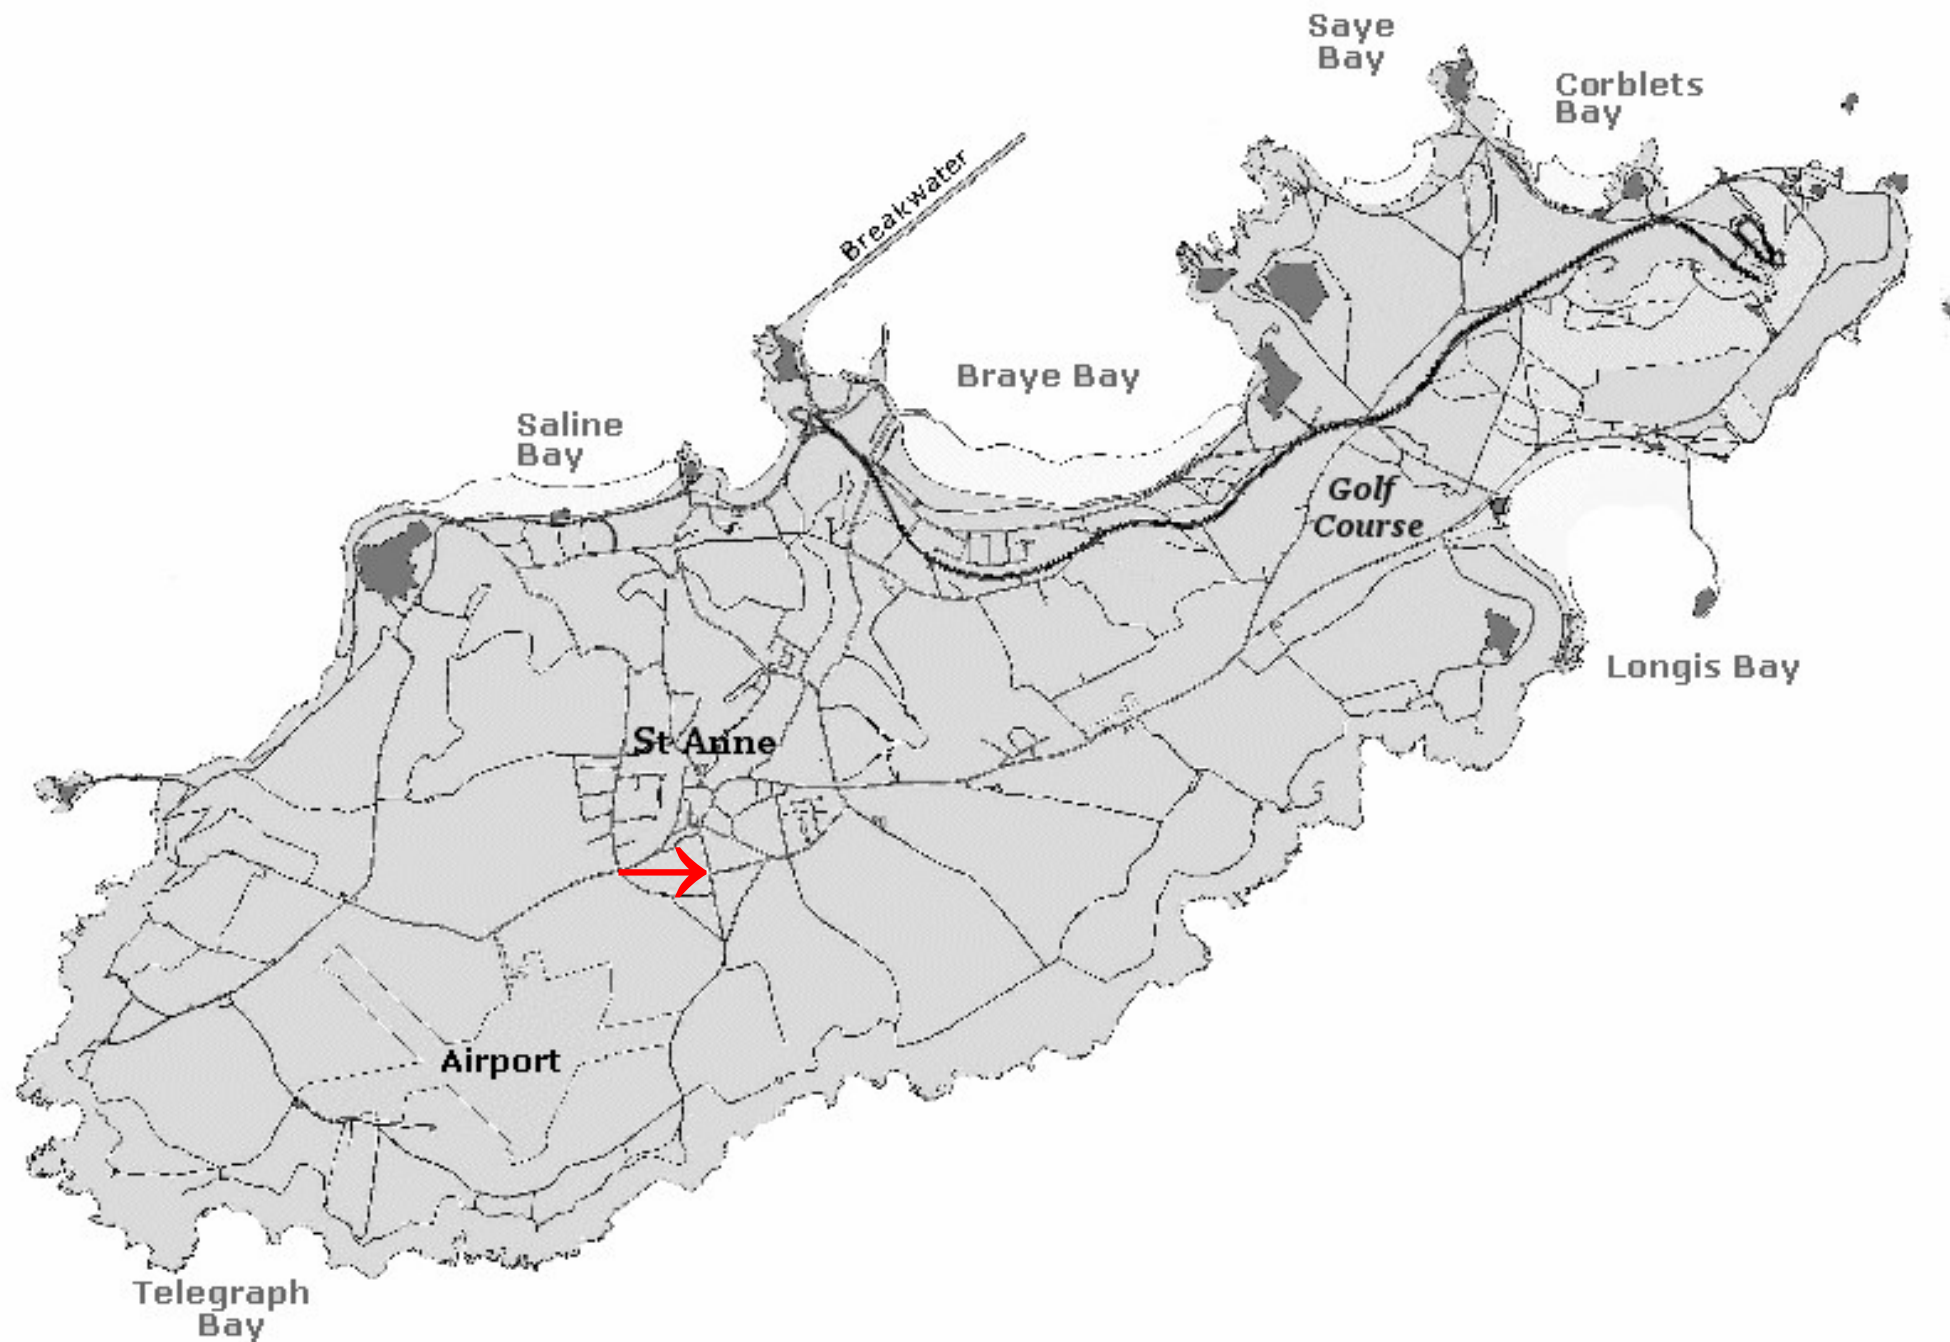 Saye
Bay
Corblets
Bay
Breakwater
Braye Bay
Saline
Bay
Golf
Course
Longis Bay
St Anne
Airport
Telegraph
Bay